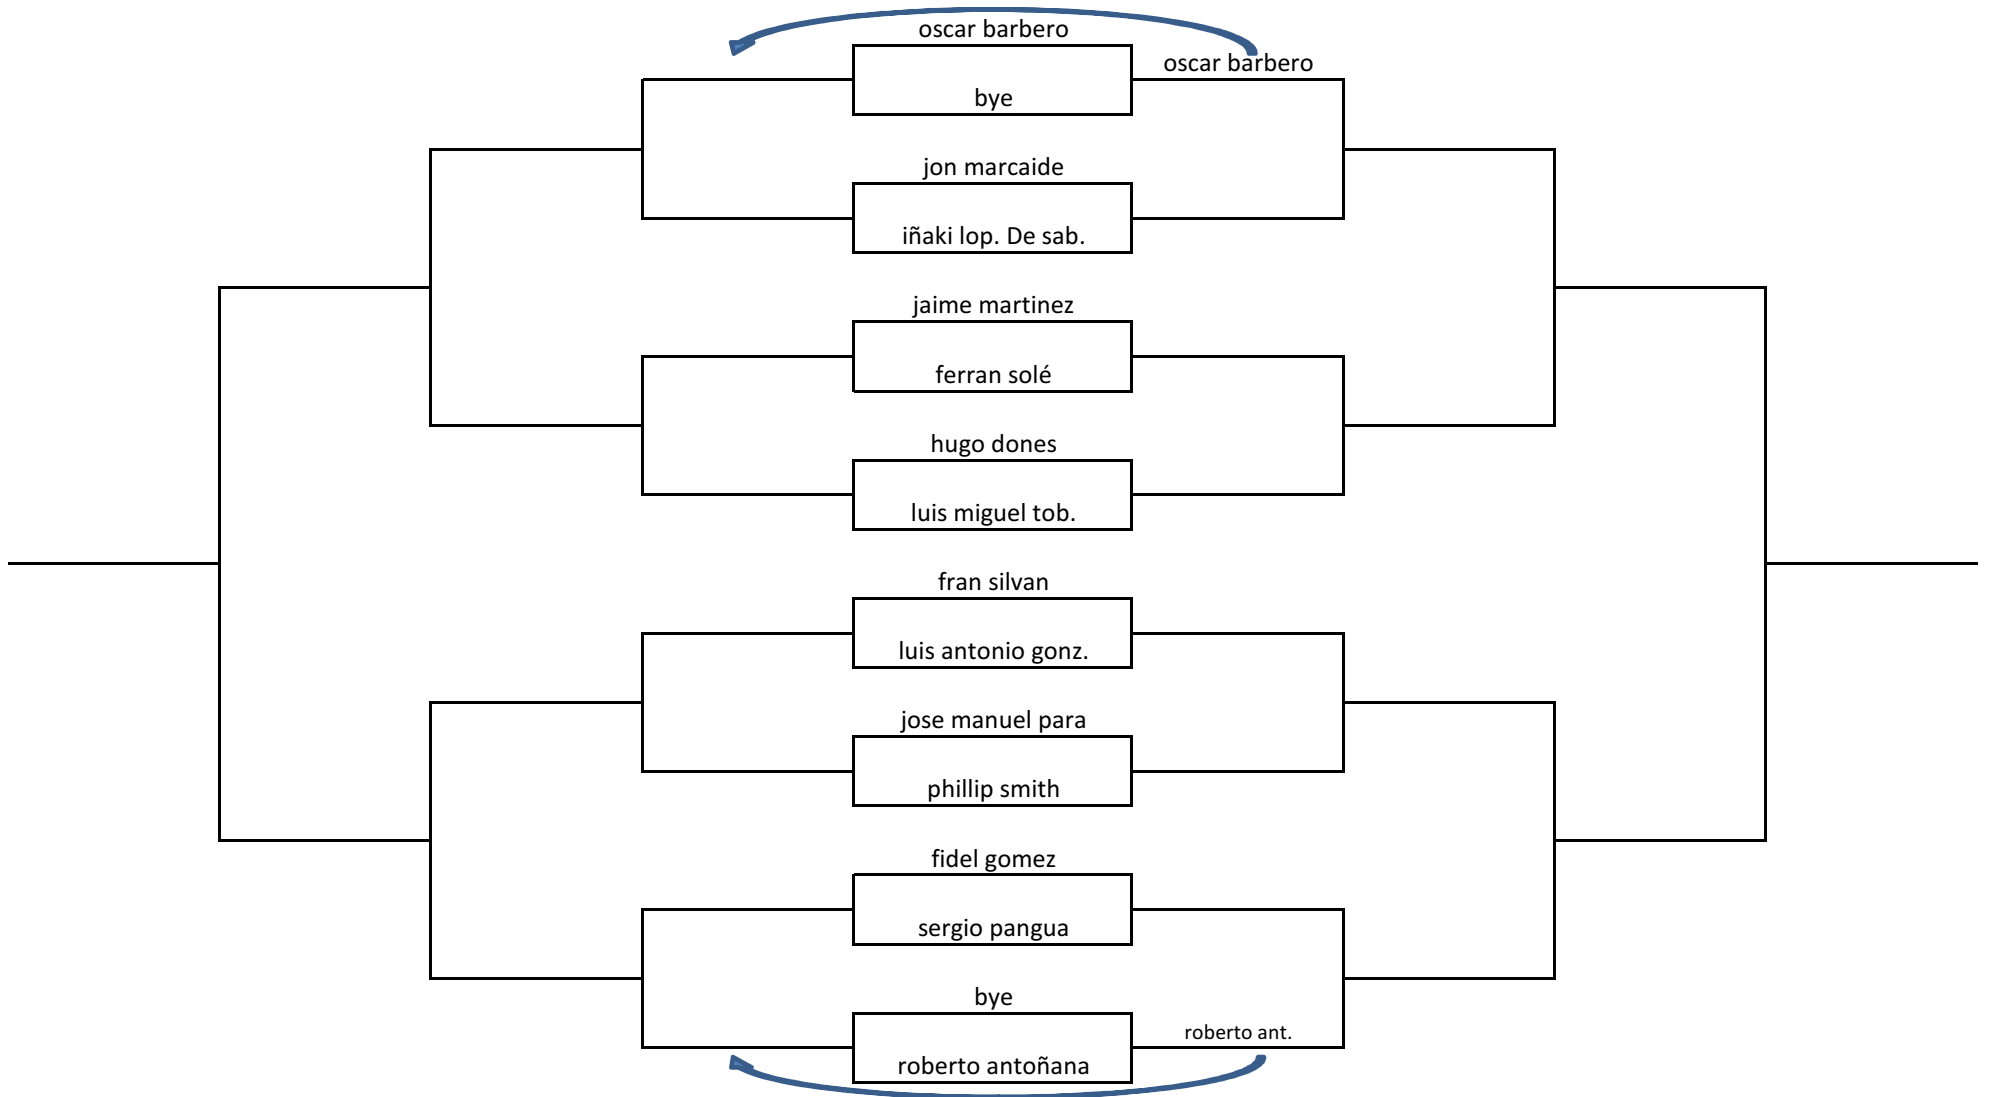 oscar barbero
oscar barbero
bye
jon marcaide
iñaki lop. De sab.
jaime martinez
ferran solé
hugo dones
luis miguel tob.
fran silvan
luis antonio gonz.
jose manuel para
phillip smith
fidel gomez
sergio pangua
bye
roberto ant.
roberto antoñana